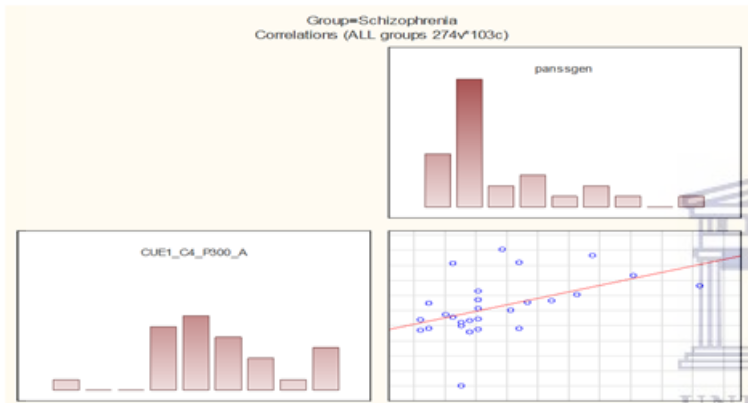 Group=Schizophrenia
Correlations (ALL groups 274v*103c)
panssgen
CUE1_C4_P300_A